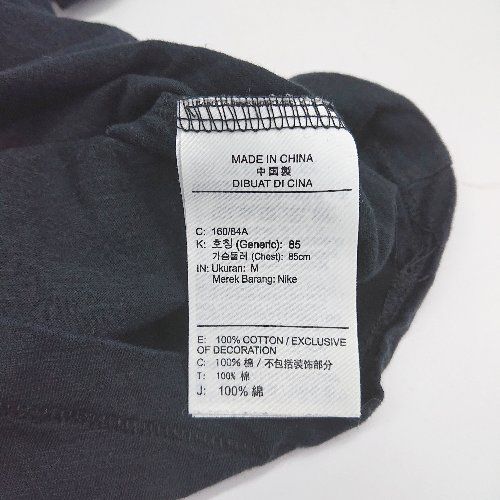 MADE IN CHINA
中国製
DIBUAT DI CINA
C: 160/84A
K: 호칭 (Generic): 85
가슴둘레 (Chest): 85cm
IN: Ukuran: M
Merek Barang: Nike
E: 100% COTTON / EXCLUSIVE
OF DECORATION
C: 100% 棉 / 不包括装饰部分
T: 100% 棉
J: 100% 綿